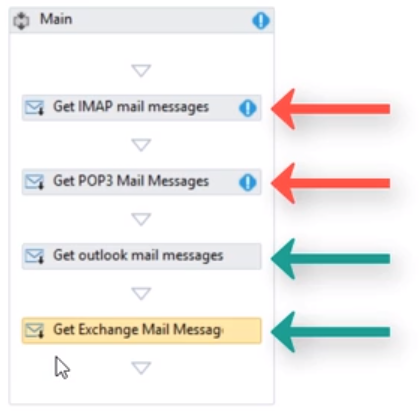 Main
Get IMAP mail messages
Get POP3 Mail Messages
Get outlook mail messages
Get Exchange Mail Messag